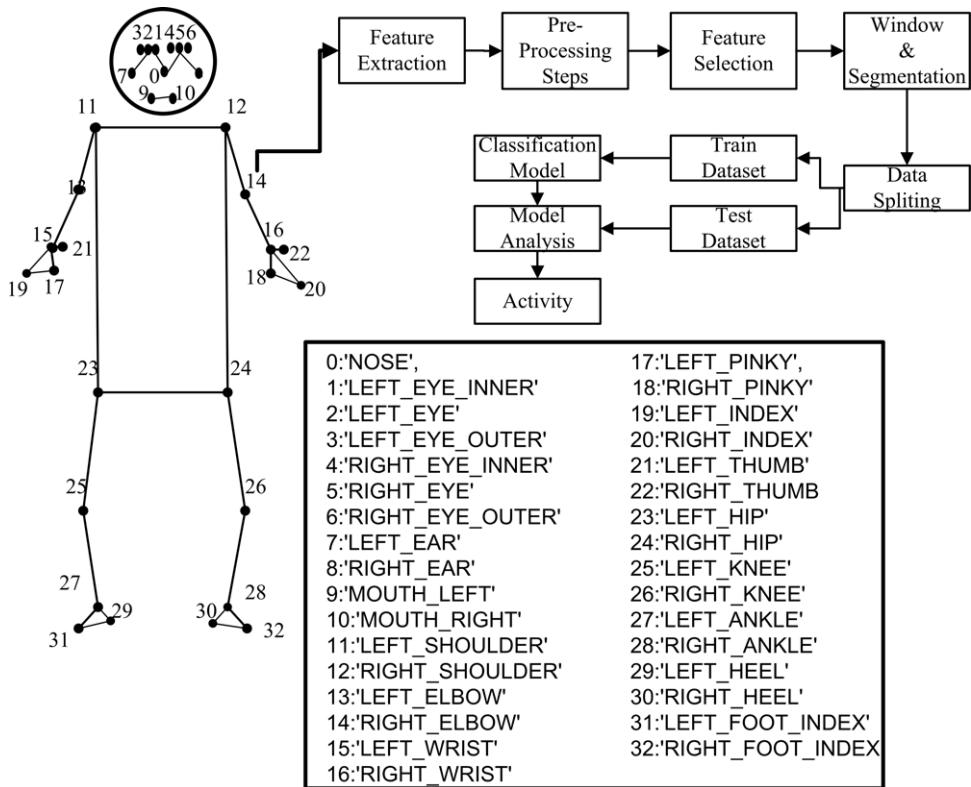 321456
7
0
9
10
11
12
13
14
15
21
16
22
17
19
18
20
23
24
25
26
27
28
29
30
31
32
Feature
Extraction
Pre-
Processing
Steps
Feature
Selection
Window
&
Segmentation
Classification
Model
Train
Dataset
Data
Spliting
Model
Analysis
Test
Dataset
Activity
0:'NOSE',
1:'LEFT_EYE_INNER'
2:'LEFT_EYE'
3:'LEFT_EYE_OUTER'
4:'RIGHT_EYE_INNER'
5:'RIGHT_EYE'
6:'RIGHT_EYE_OUTER'
7:'LEFT_EAR'
8:'RIGHT_EAR'
9:'MOUTH_LEFT'
10:'MOUTH_RIGHT'
11:'LEFT_SHOULDER'
12:'RIGHT_SHOULDER'
13:'LEFT_ELBOW'
14:'RIGHT_ELBOW'
15:'LEFT_WRIST'
16:'RIGHT_WRIST'
17:'LEFT_PINKY',
18:'RIGHT_PINKY'
19:'LEFT_INDEX'
20:'RIGHT_INDEX'
21:'LEFT_THUMB'
22:'RIGHT_THUMB
23:'LEFT_HIP'
24:'RIGHT_HIP'
25:'LEFT_KNEE'
26:'RIGHT_KNEE'
27:'LEFT_ANKLE'
28:'RIGHT_ANKLE'
29:'LEFT_HEEL'
30:'RIGHT_HEEL'
31:'LEFT_FOOT_INDEX'
32:'RIGHT_FOOT_INDEX